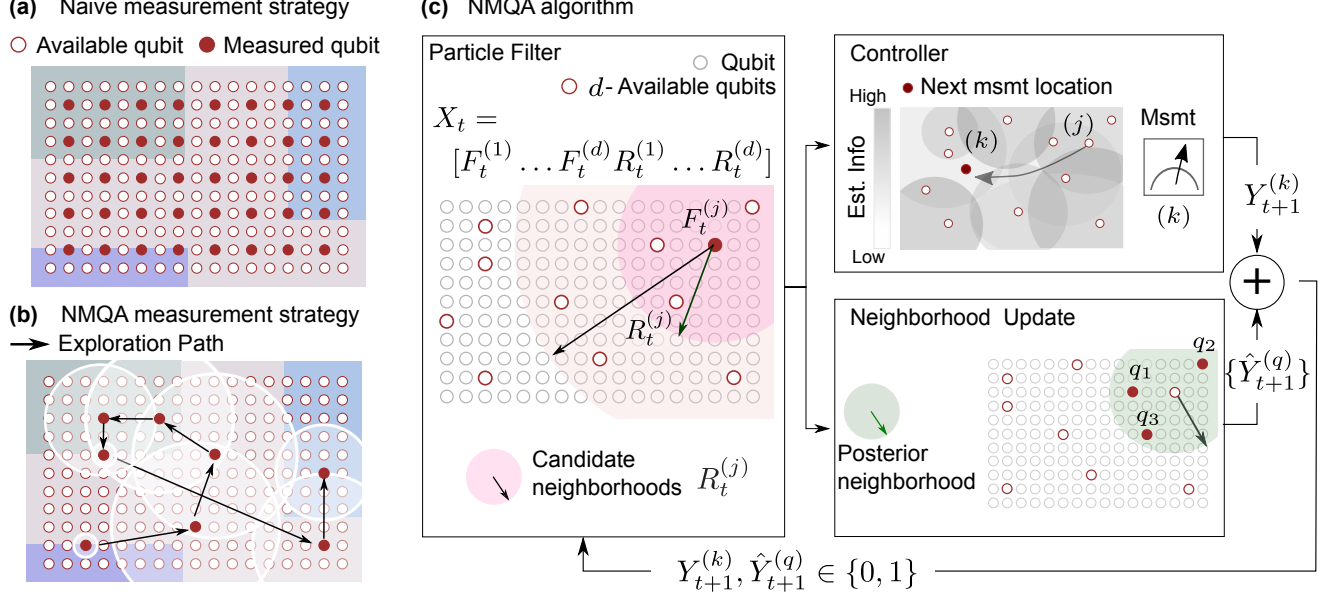 (a) Naive measurement strategy
Available qubit Measured qubit
(b) NMQA measurement strategy
Exploration Path
(c) NMQA algorithm
Particle Filter
Qubit
d- Available qubits
X_t =
[F_t^{(1)} … F_t^{(d)} R_t^{(1)} … R_t^{(d)}]
F_t^{(j)}
R_t^{(j)}
Candidate
neighborhoods R_t^{(j)}
Controller
Next msmt location
High
Est. Info
Low
(k)
(j)
Msmt
(k)
Y_{t+1}^{(k)}
+
Neighborhood Update
q_1
q_2
q_3
Posterior
neighborhood
{Ŷ_{t+1}^{(q)}}
Y_{t+1}^{(k)}, Ŷ_{t+1}^{(q)} ∈ {0, 1}